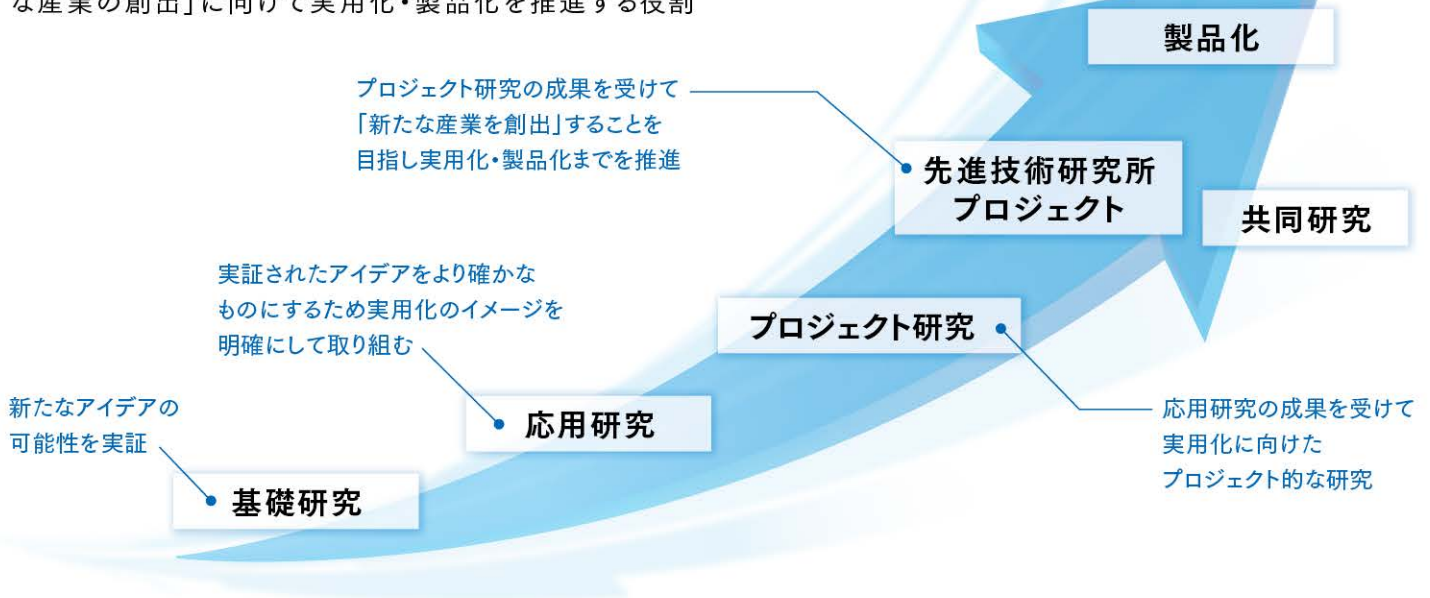 な産業の創出」に向けて実用化・製品化を推進する役割
製品化
プロジェクト研究の成果を受けて
「新たな産業を創出」することを
目指し実用化・製品化までを推進
先進技術研究所
プロジェクト
共同研究
実証されたアイデアをより確かな
ものにするため実用化のイメージを
明確にして取り組む
プロジェクト研究
新たなアイデアの
可能性を実証
応用研究
応用研究の成果を受けて
実用化に向けた
プロジェクト的な研究
基礎研究